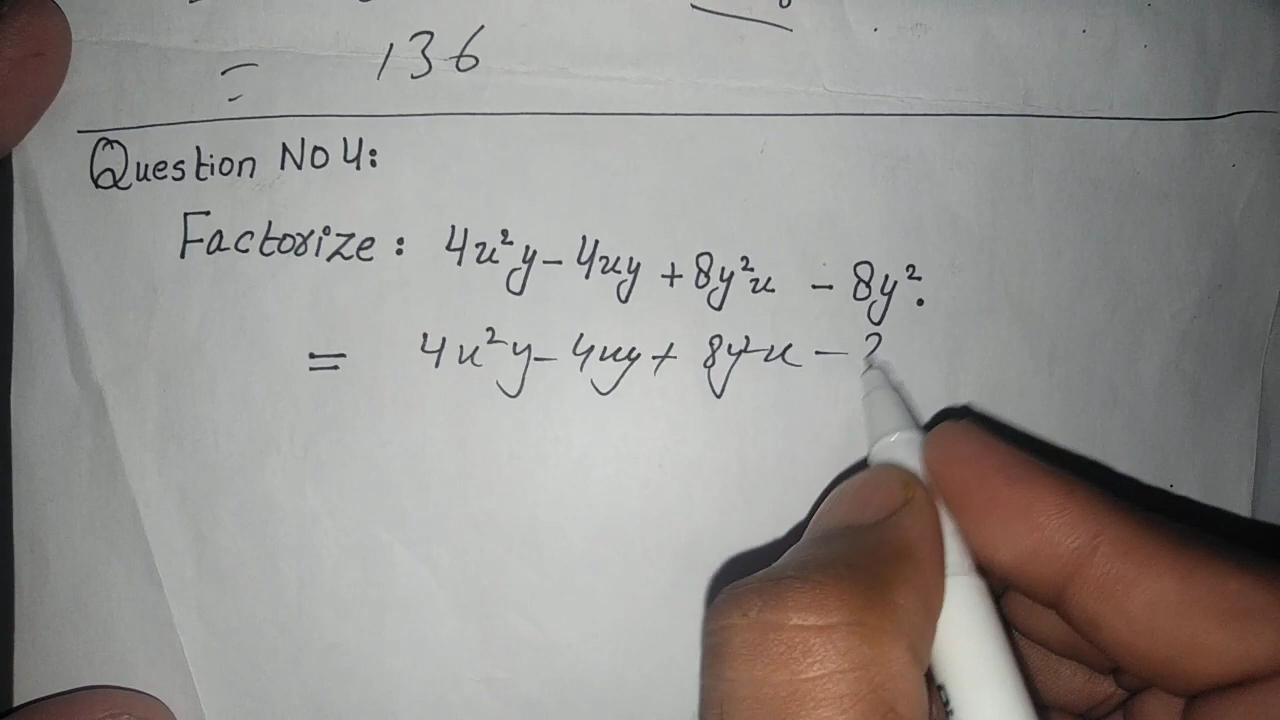 = 136
Question No 4:
Factorize: 4x²y - 4xy + 8y²x - 8y².
= 4x²y - 4xy + 8y²x -